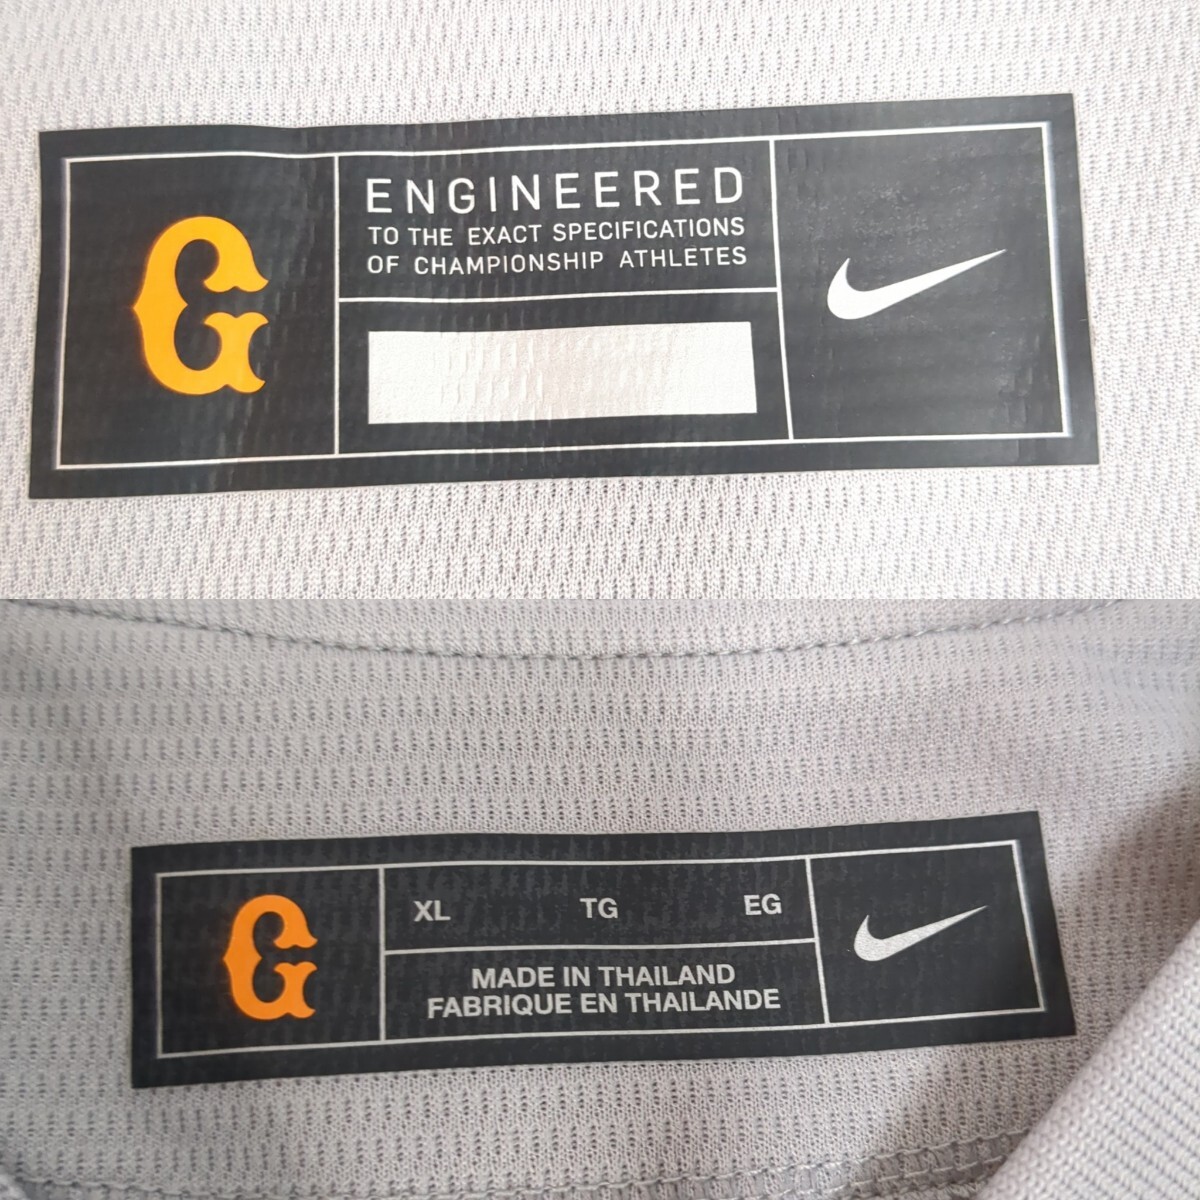 G
ENGINEERED
TO THE EXACT SPECIFICATIONS
OF CHAMPIONSHIP ATHLETES
G
XL TG EG
MADE IN THAILAND
FABRIQUE EN THAILANDE